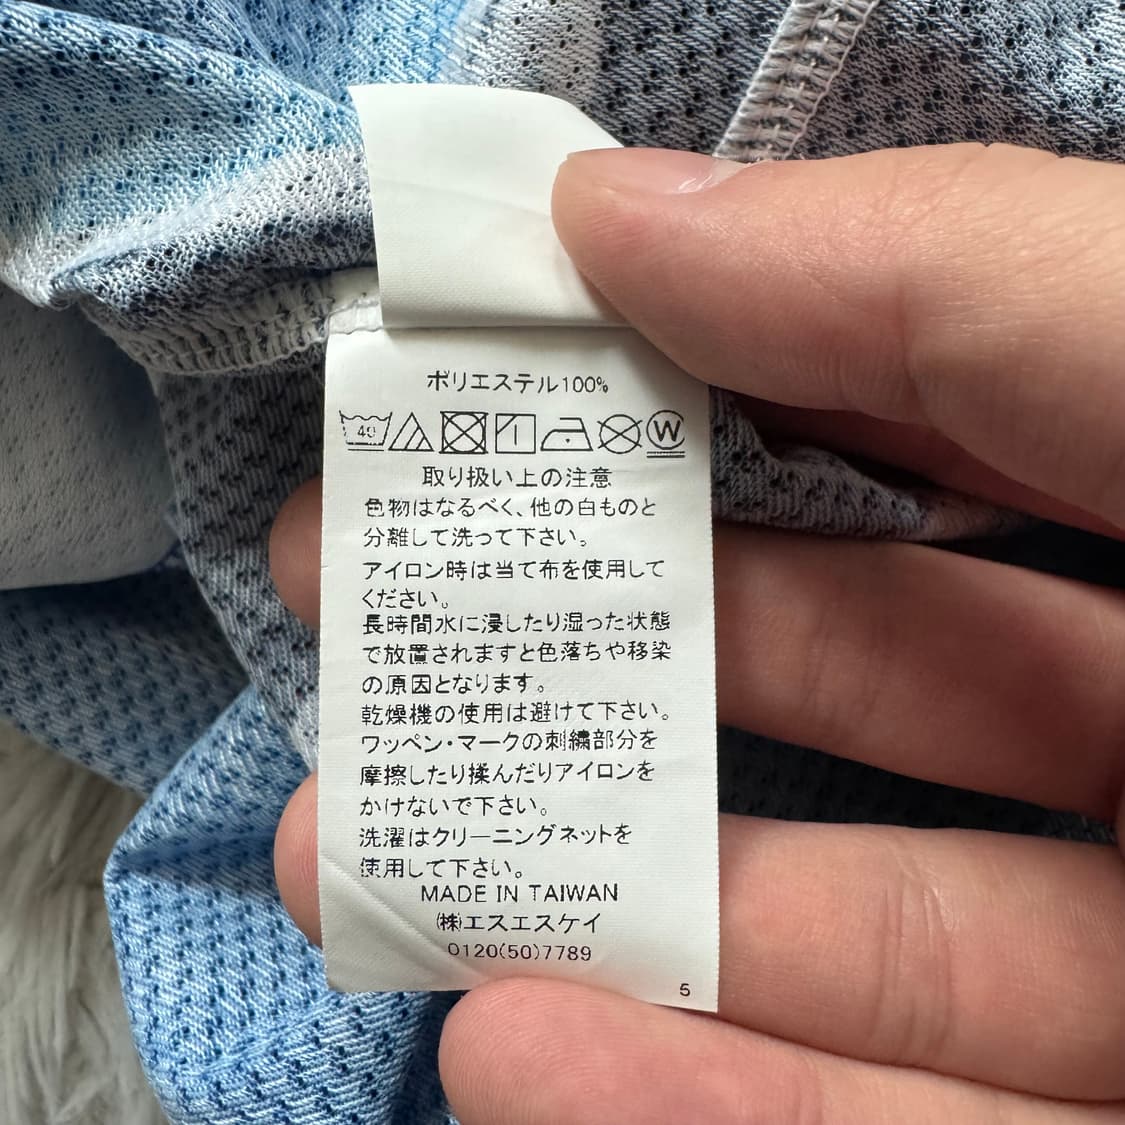 ポリエステル100%
40 W
取り扱い上の注意
色物はなるべく、他の白ものと
分離して洗って下さい。
アイロン時は当て布を使用して
ください。
長時間水に浸したり湿った状態
で放置されますと色落ちや移染
の原因となります。
乾燥機の使用は避けて下さい。
ワッペン・マークの刺繍部分を
摩擦したり揉んだりアイロンを
かけないで下さい。
洗濯はクリーニングネットを
使用して下さい。
MADE IN TAIWAN
㈱エスエスケイ
0120(50)7789
5